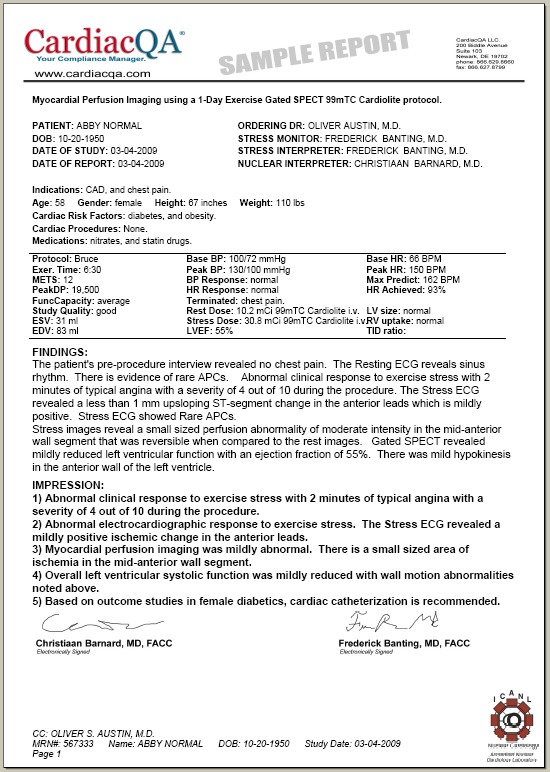 CardiacQA®
Your Compliance Manager.
www.cardiacqa.com
SAMPLE REPORT
CardiacQA LLC.
200 Biddle Avenue
Newark, DE 19702
phone: 866.629.8660
fax: 866.627.8799
Myocardial Perfusion Imaging using a 1-Day Exercise Gated SPECT 99mTC Cardiolite protocol.
PATIENT: ABBY NORMAL ORDERING DR: OLIVER AUSTIN, M.D.
DOB: 10-20-1950 STRESS MONITOR: FREDERICK BANTING, M.D.
DATE OF STUDY: 03-04-2009 STRESS INTERPRETER: FREDERICK BANTING, M.D.
DATE OF REPORT: 03-04-2009 NUCLEAR INTERPRETER: CHRISTIAAN BARNARD, M.D.
Indications: CAD, and chest pain.
Age: 58 Gender: female Height: 67 inches Weight: 110 lbs
Cardiac Risk Factors: diabetes, and obesity.
Cardiac Procedures: None.
Medications: nitrates, and statin drugs.
Protocol: Bruce Base BP: 100/72 mmHg Base HR: 66 BPM
Exer. Time: 6:30 Peak BP: 130/100 mmHg Peak HR: 150 BPM
METS: 12 BP Response: normal Max Predict: 162 BPM
PeakDP: 19,500 HR Response: normal HR Achieved: 93%
FuncCapacity: average Terminated: chest pain.
Study Quality: good Rest Dose: 10.2 mCi 99mTC Cardiolite i.v. LV size: normal
ESV: 31 ml Stress Dose: 30.8 mCi 99mTC Cardiolite i.v. RV uptake: normal
EDV: 83 ml LVEF: 55% TID ratio:
FINDINGS:
The patient's pre-procedure interview revealed no chest pain. The Resting ECG reveals sinus
rhythm. There is evidence of rare APCs. Abnormal clinical response to exercise stress with 2
minutes of typical angina with a severity of 4 out of 10 during the procedure. The Stress ECG
revealed a less than 1 mm upsloping ST-segment change in the anterior leads which is mildly
positive. Stress ECG showed Rare APCs.
Stress images reveal a small sized perfusion abnormality of moderate intensity in the mid-anterior
wall segment that was reversible when compared to the rest images. Gated SPECT revealed
mildly reduced left ventricular function with an ejection fraction of 55%. There was mild hypokinesis
in the anterior wall of the left ventricle.
IMPRESSION:
1) Abnormal clinical response to exercise stress with 2 minutes of typical angina with a
severity of 4 out of 10 during the procedure.
2) Abnormal electrocardiographic response to exercise stress. The Stress ECG revealed a
mildly positive ischemic change in the anterior leads.
3) Myocardial perfusion imaging was mildly abnormal. There is a small sized area of
ischemia in the mid-anterior wall segment.
4) Overall left ventricular systolic function was mildly reduced with wall motion abnormalities
noted above.
5) Based on outcome studies in female diabetics, cardiac catheterization is recommended.
Christiaan Barnard, MD, FACC Frederick Banting, MD, FACC
Electronically Signed Electronically Signed
ICANL
Nuclear Cardiology
Accredited Nuclear
Cardiology Laboratory
CC: OLIVER S. AUSTIN, M.D.
MRN#: 567333 Name: ABBY NORMAL DOB: 10-20-1950 Study Date: 03-04-2009
Page 1